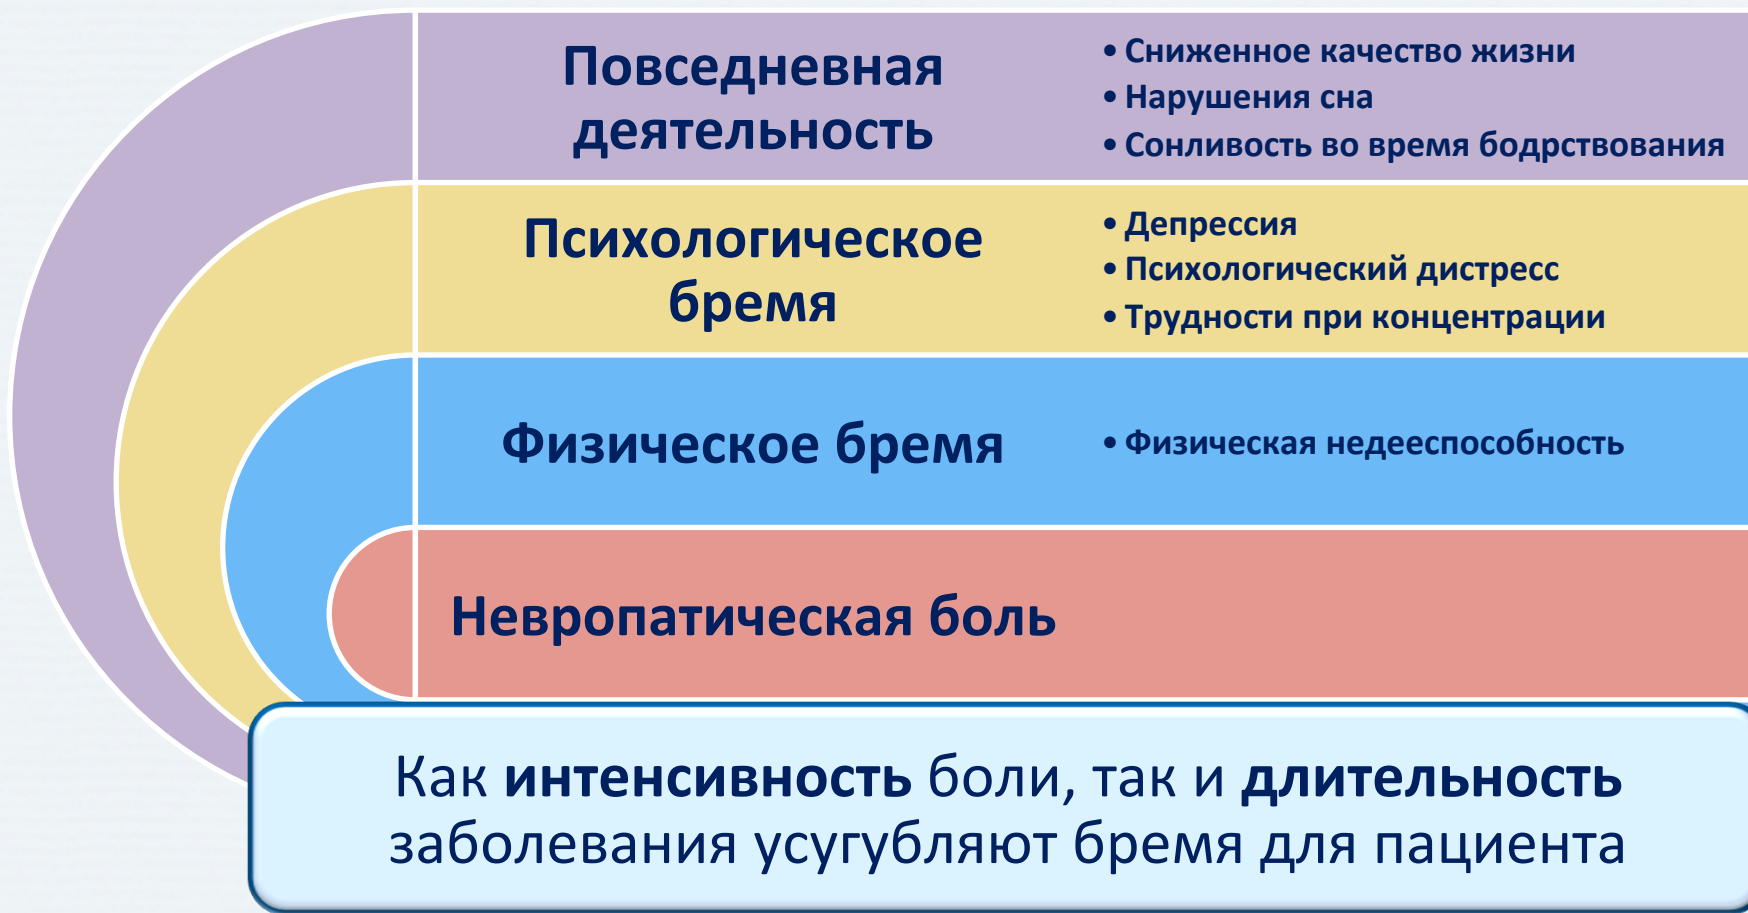 Повседневная
деятельность
• Сниженное качество жизни
• Нарушения сна
• Сонливость во время бодрствования
Психологическое
бремя
• Депрессия
• Психологический дистресс
• Трудности при концентрации
Физическое бремя
• Физическая недееспособность
Невропатическая боль
Как интенсивность боли, так и длительность
заболевания усугубляют бремя для пациента